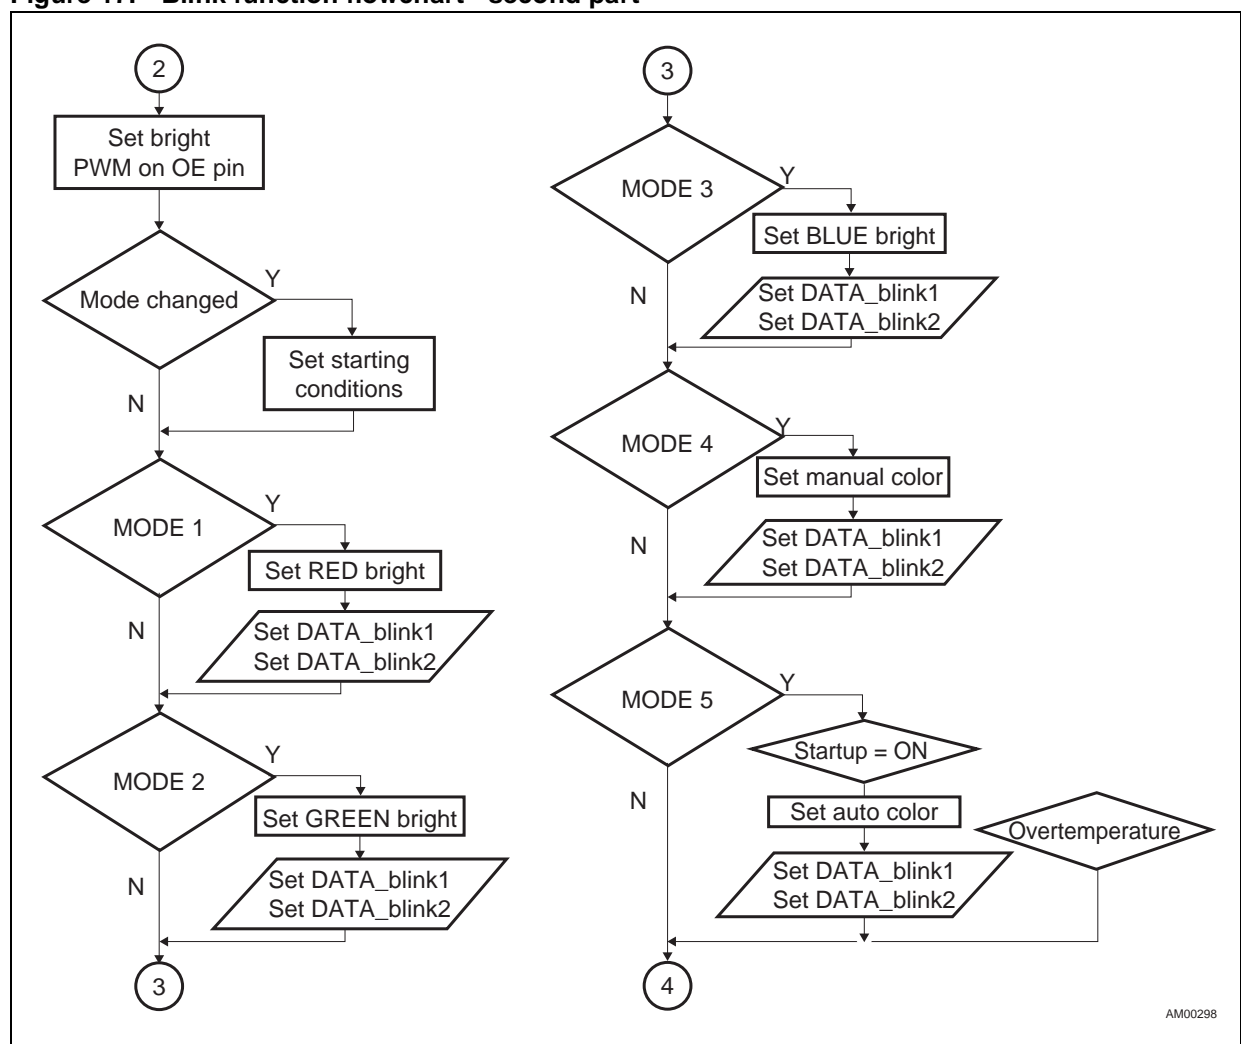 Figure 17. Blink function flowchart - second part
2
Set bright
PWM on OE pin
Mode changed
Y
Set starting
conditions
N
MODE 1
Y
Set RED bright
N
Set DATA_blink1
Set DATA_blink2
MODE 2
Y
Set GREEN bright
N
Set DATA_blink1
Set DATA_blink2
3
3
MODE 3
Y
Set BLUE bright
N
Set DATA_blink1
Set DATA_blink2
MODE 4
Y
Set manual color
N
Set DATA_blink1
Set DATA_blink2
MODE 5
Y
Startup = ON
N
Set auto color
Overtemperature
Set DATA_blink1
Set DATA_blink2
4
AM00298